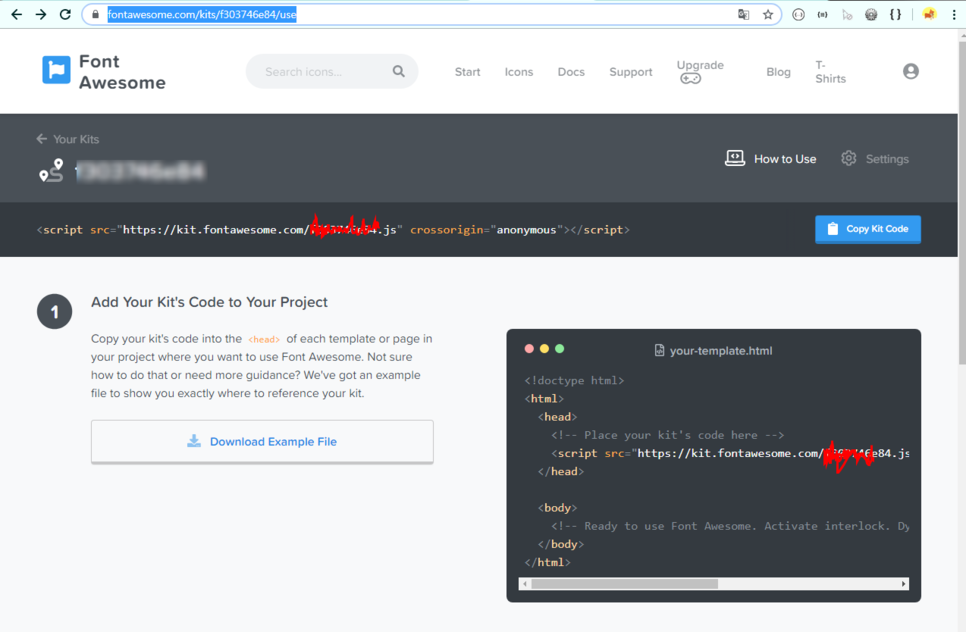 fontawesome.com/kits/f303746e84/use
Font
Awesome
Search icons...
Start
Icons
Docs
Support
Upgrade
Blog
T-
Shirts
Your Kits
f303746e84
How to Use
Settings
<script src="https://kit.fontawesome.com/ .js" crossorigin="anonymous"></script>
Copy Kit Code
1
Add Your Kit's Code to Your Project
Copy your kit's code into the <head> of each template or page in
your project where you want to use Font Awesome. Not sure
how to do that or need more guidance? We've got an example
file to show you exactly where to reference your kit.
Download Example File
your-template.html
<!doctype html>
<html>
<head>
<!-- Place your kit's code here -->
<script src="https://kit.fontawesome.com/ .js
</head>
<body>
<!-- Ready to use Font Awesome. Activate interlock. Dy
</body>
</html>